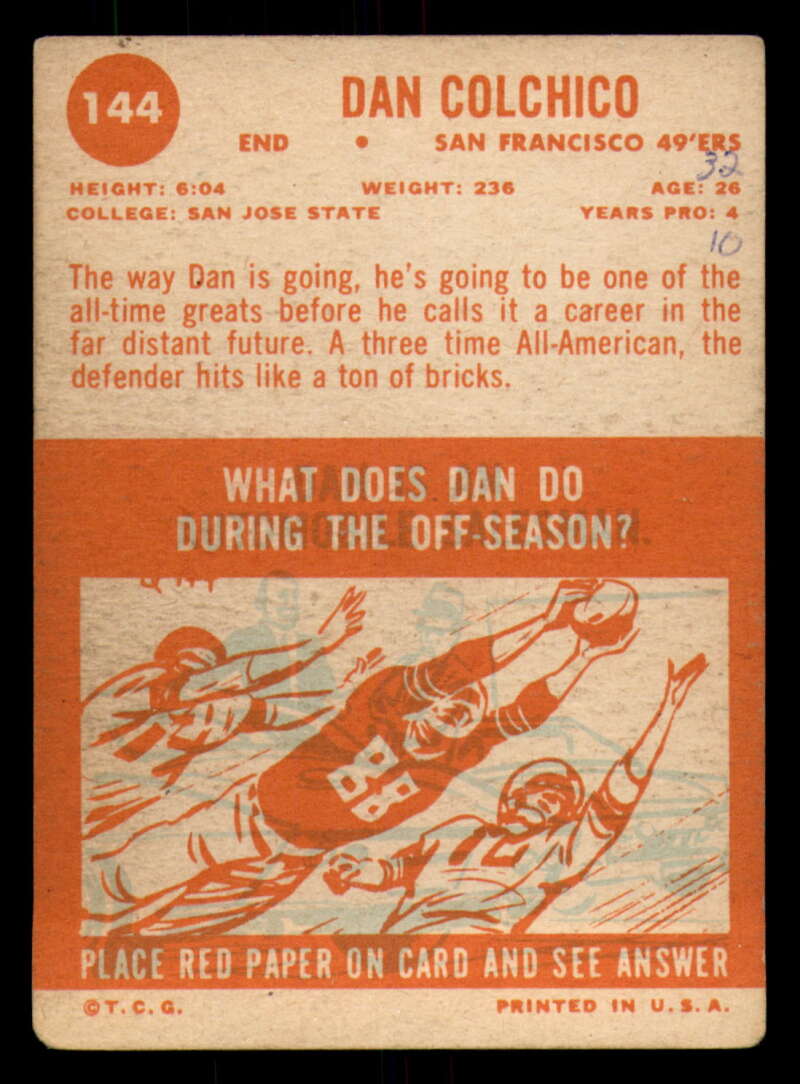 144
DAN COLCHICO
END • SAN FRANCISCO 49'ERS
32
HEIGHT: 6:04 WEIGHT: 236 AGE: 26
COLLEGE: SAN JOSE STATE YEARS PRO: 4
10
The way Dan is going, he's going to be one of the
all-time greats before he calls it a career in the
far distant future. A three time All-American, the
defender hits like a ton of bricks.
WHAT DOES DAN DO
DURING THE OFF-SEASON?
88
PLACE RED PAPER ON CARD AND SEE ANSWER
© T. C. G. PRINTED IN U. S. A.